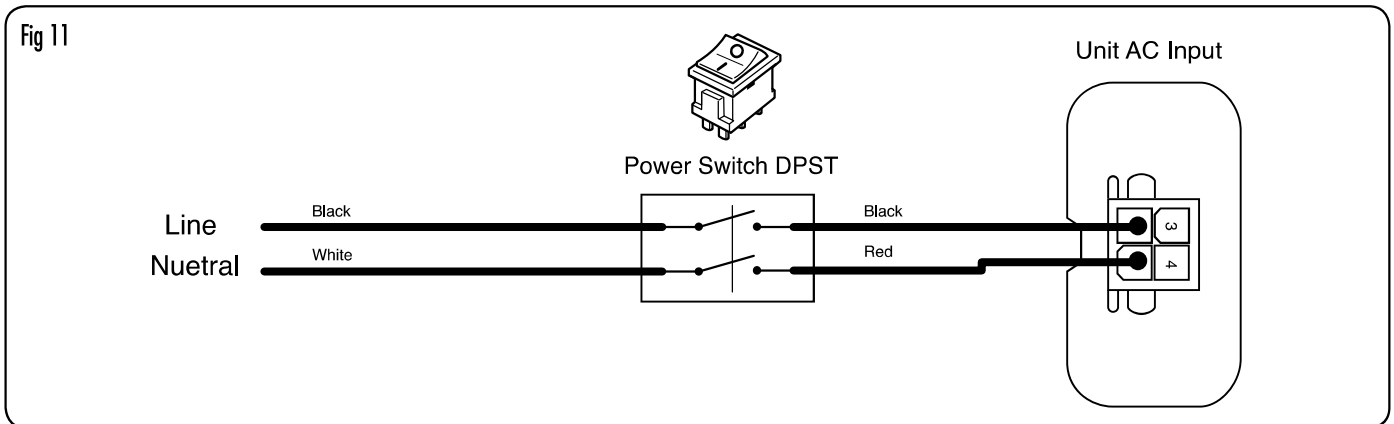 Fig 11
Unit AC Input
Power Switch DPST
Line
Black
Black
3
Nuetral
White
Red
4